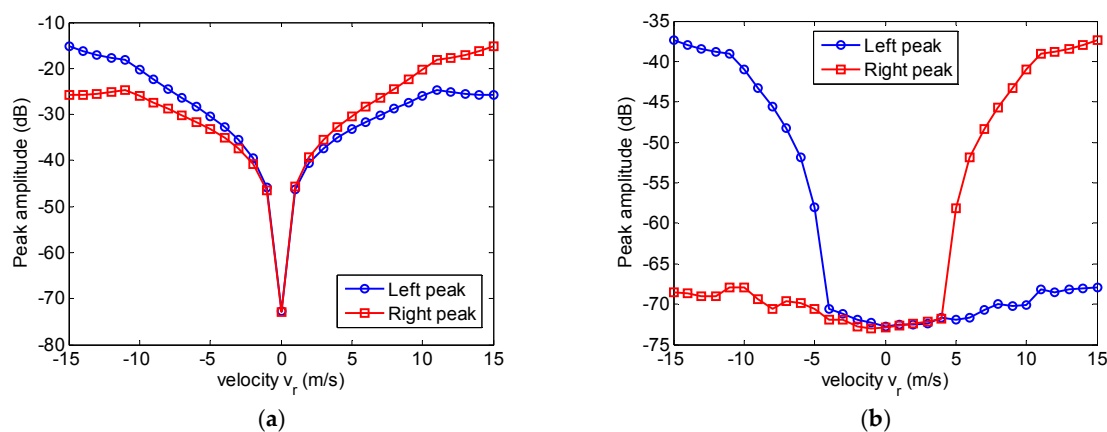 -10
-20
-30
-40
-50
-60
-70
-80
Peak amplitude (dB)
Left peak
Right peak
-15 -10 -5 0 5 10 15
velocity v_r (m/s)
(a)
-35
-40
-45
-50
-55
-60
-65
-70
-75
Peak amplitude (dB)
Left peak
Right peak
-15 -10 -5 0 5 10 15
velocity v_r (m/s)
(b)